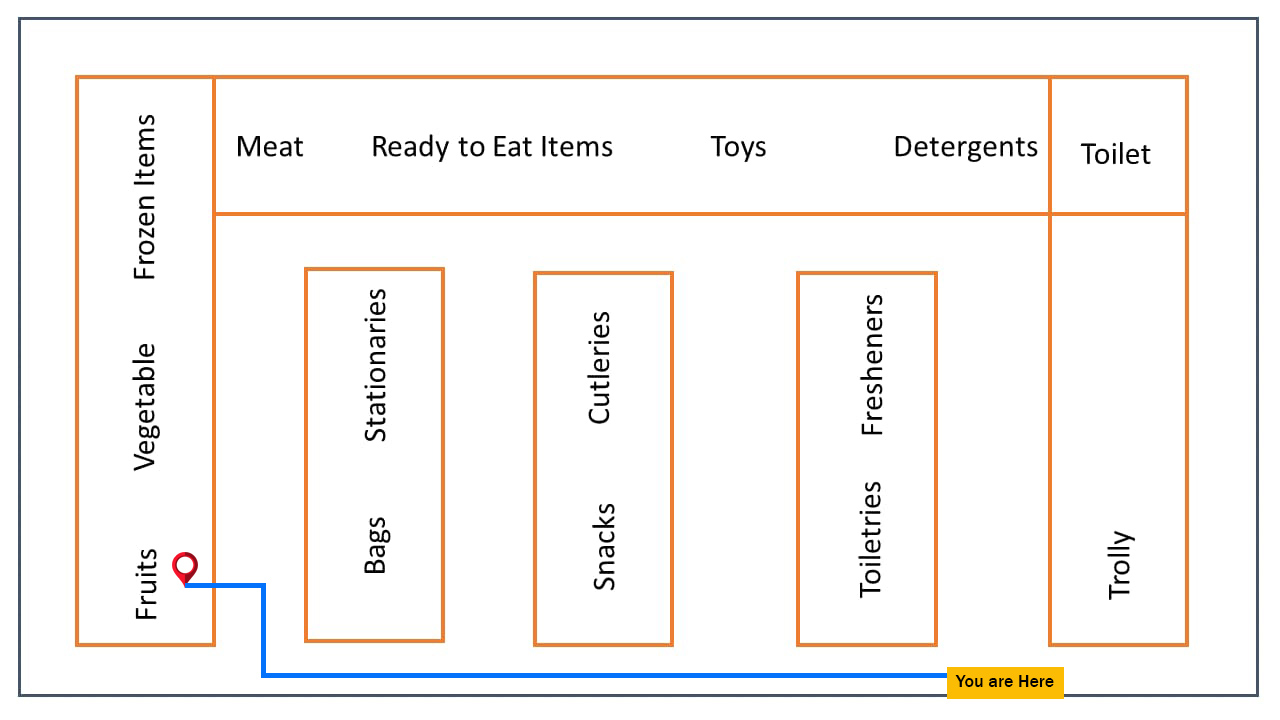 Frozen Items
Meat
Ready to Eat Items
Toys
Detergents
Toilet
Vegetable
Stationaries
Cutleries
Fresheners
Fruits
Bags
Snacks
Toiletries
Trolly
You are Here